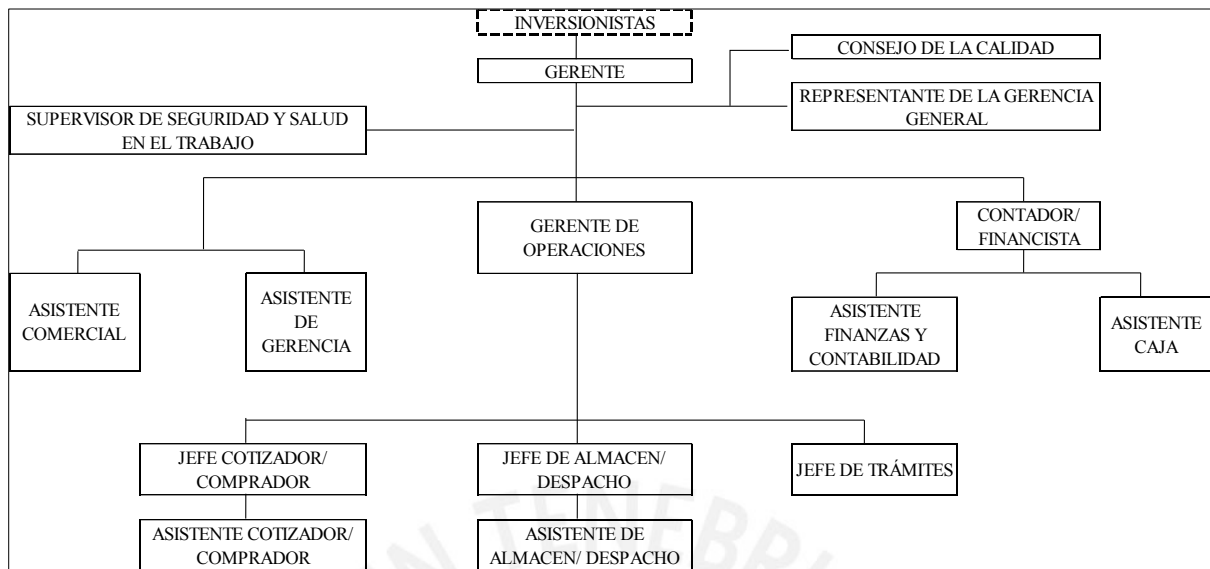 INVERSIONISTAS
CONSEJO DE LA CALIDAD
GERENTE
REPRESENTANTE DE LA GERENCIA
GENERAL
SUPERVISOR DE SEGURIDAD Y SALUD
EN EL TRABAJO
GERENTE DE
OPERACIONES
CONTADOR/
FINANCISTA
ASISTENTE
COMERCIAL
ASISTENTE
DE
GERENCIA
ASISTENTE
FINANZAS Y
CONTABILIDAD
ASISTENTE
CAJA
JEFE COTIZADOR/
COMPRADOR
JEFE DE ALMACEN/
DESPACHO
JEFE DE TRÁMITES
ASISTENTE COTIZADOR/
COMPRADOR
ASISTENTE DE
ALMACEN/ DESPACHO
TENEB